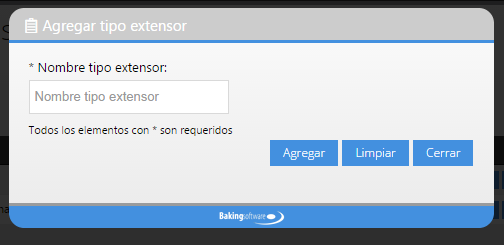 Agregar tipo extensor
* Nombre tipo extensor:
Nombre tipo extensor
Todos los elementos con * son requeridos
Agregar Limpiar Cerrar
Bakingsoftware